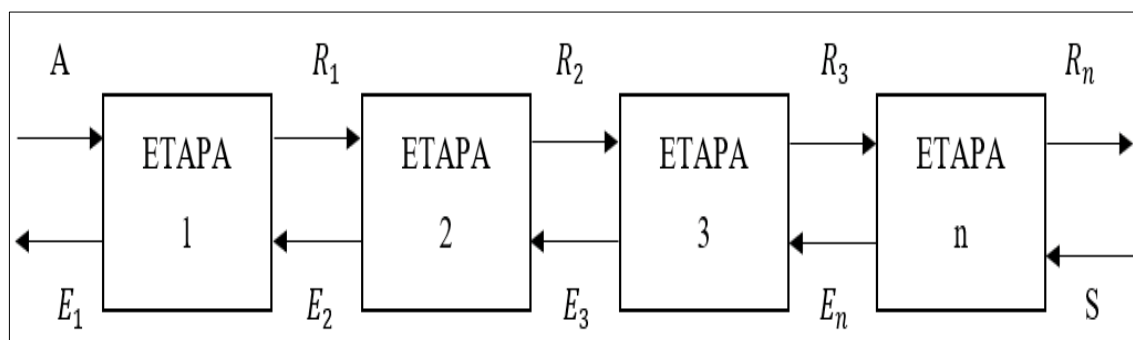 A R₁ R₂ R₃ Rₙ
ETAPA ETAPA ETAPA ETAPA
1 2 3 n
E₁ E₂ E₃ Eₙ S